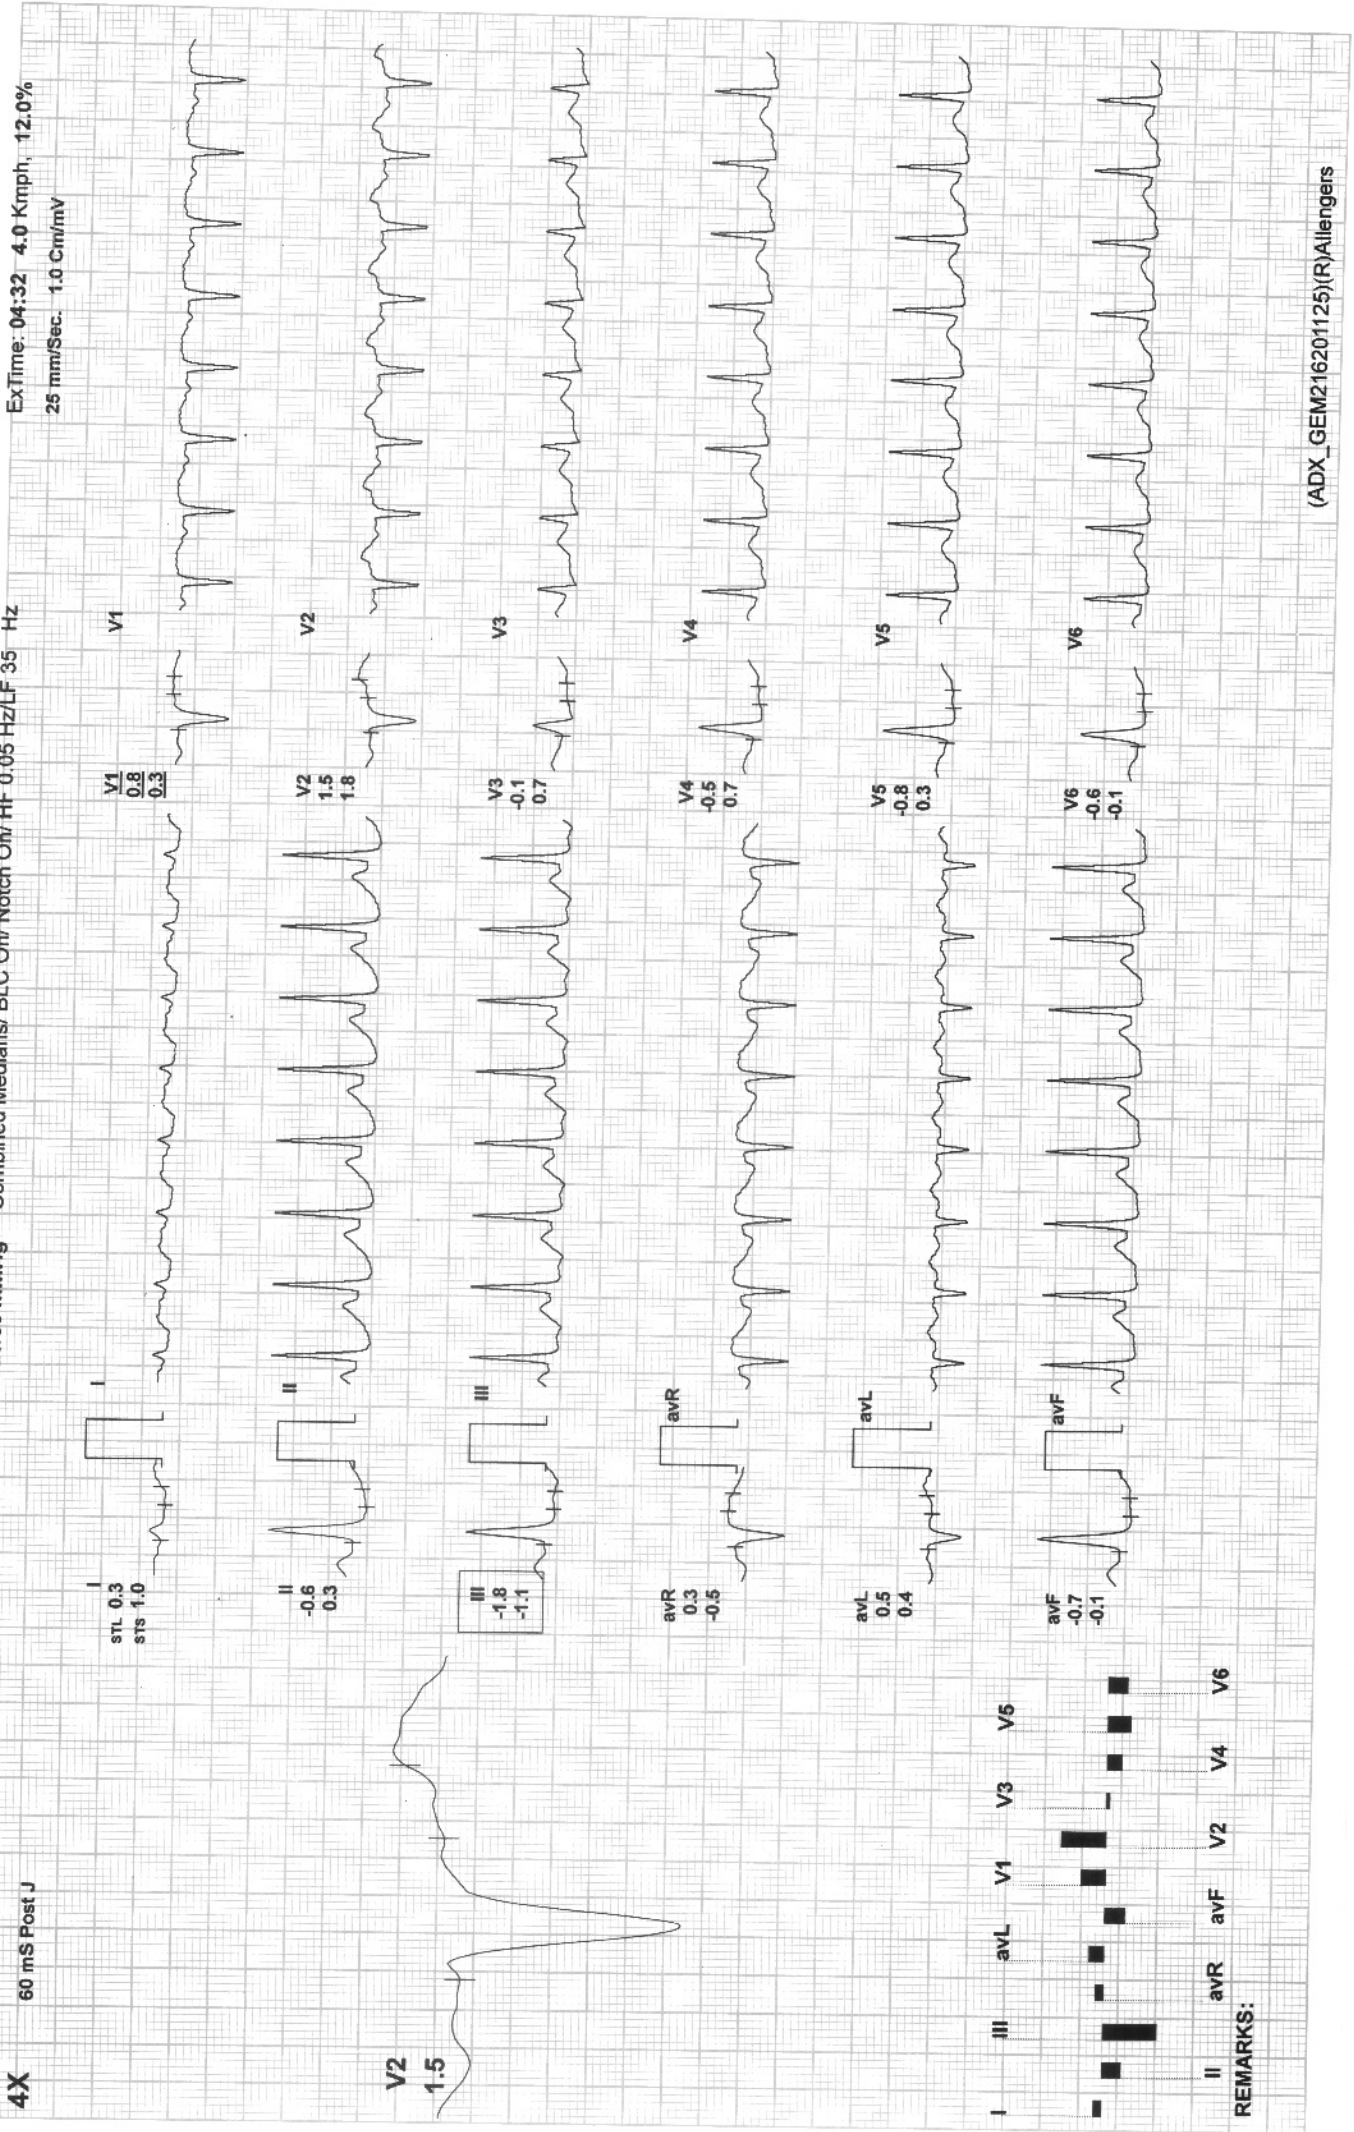 4X
60 mS Post J
Combined Medians/ BLC On/ Notch On/ HF 0.05 Hz/LF 35 Hz
ExTime: 04:32 4.0 Kmph, 12.0%
25 mm/Sec. 1.0 Cm/mV
V2
1.5
I
STL 0.3
STS 1.0
I
V1
0.8
0.3
V1
II
-0.6
0.3
II
V2
1.5
1.8
V2
III
-1.8
-1.1
III
V3
-0.1
0.7
V3
avR
0.3
-0.5
avR
V4
-0.5
0.7
V4
avL
0.5
0.4
avL
V5
-0.8
0.3
V5
avF
-0.7
-0.1
avF
V6
-0.6
-0.1
V6
I III avL V1 V3 V5
II avR avF V2 V4 V6
REMARKS:
(ADX_GEM216201125)(R)Allengers